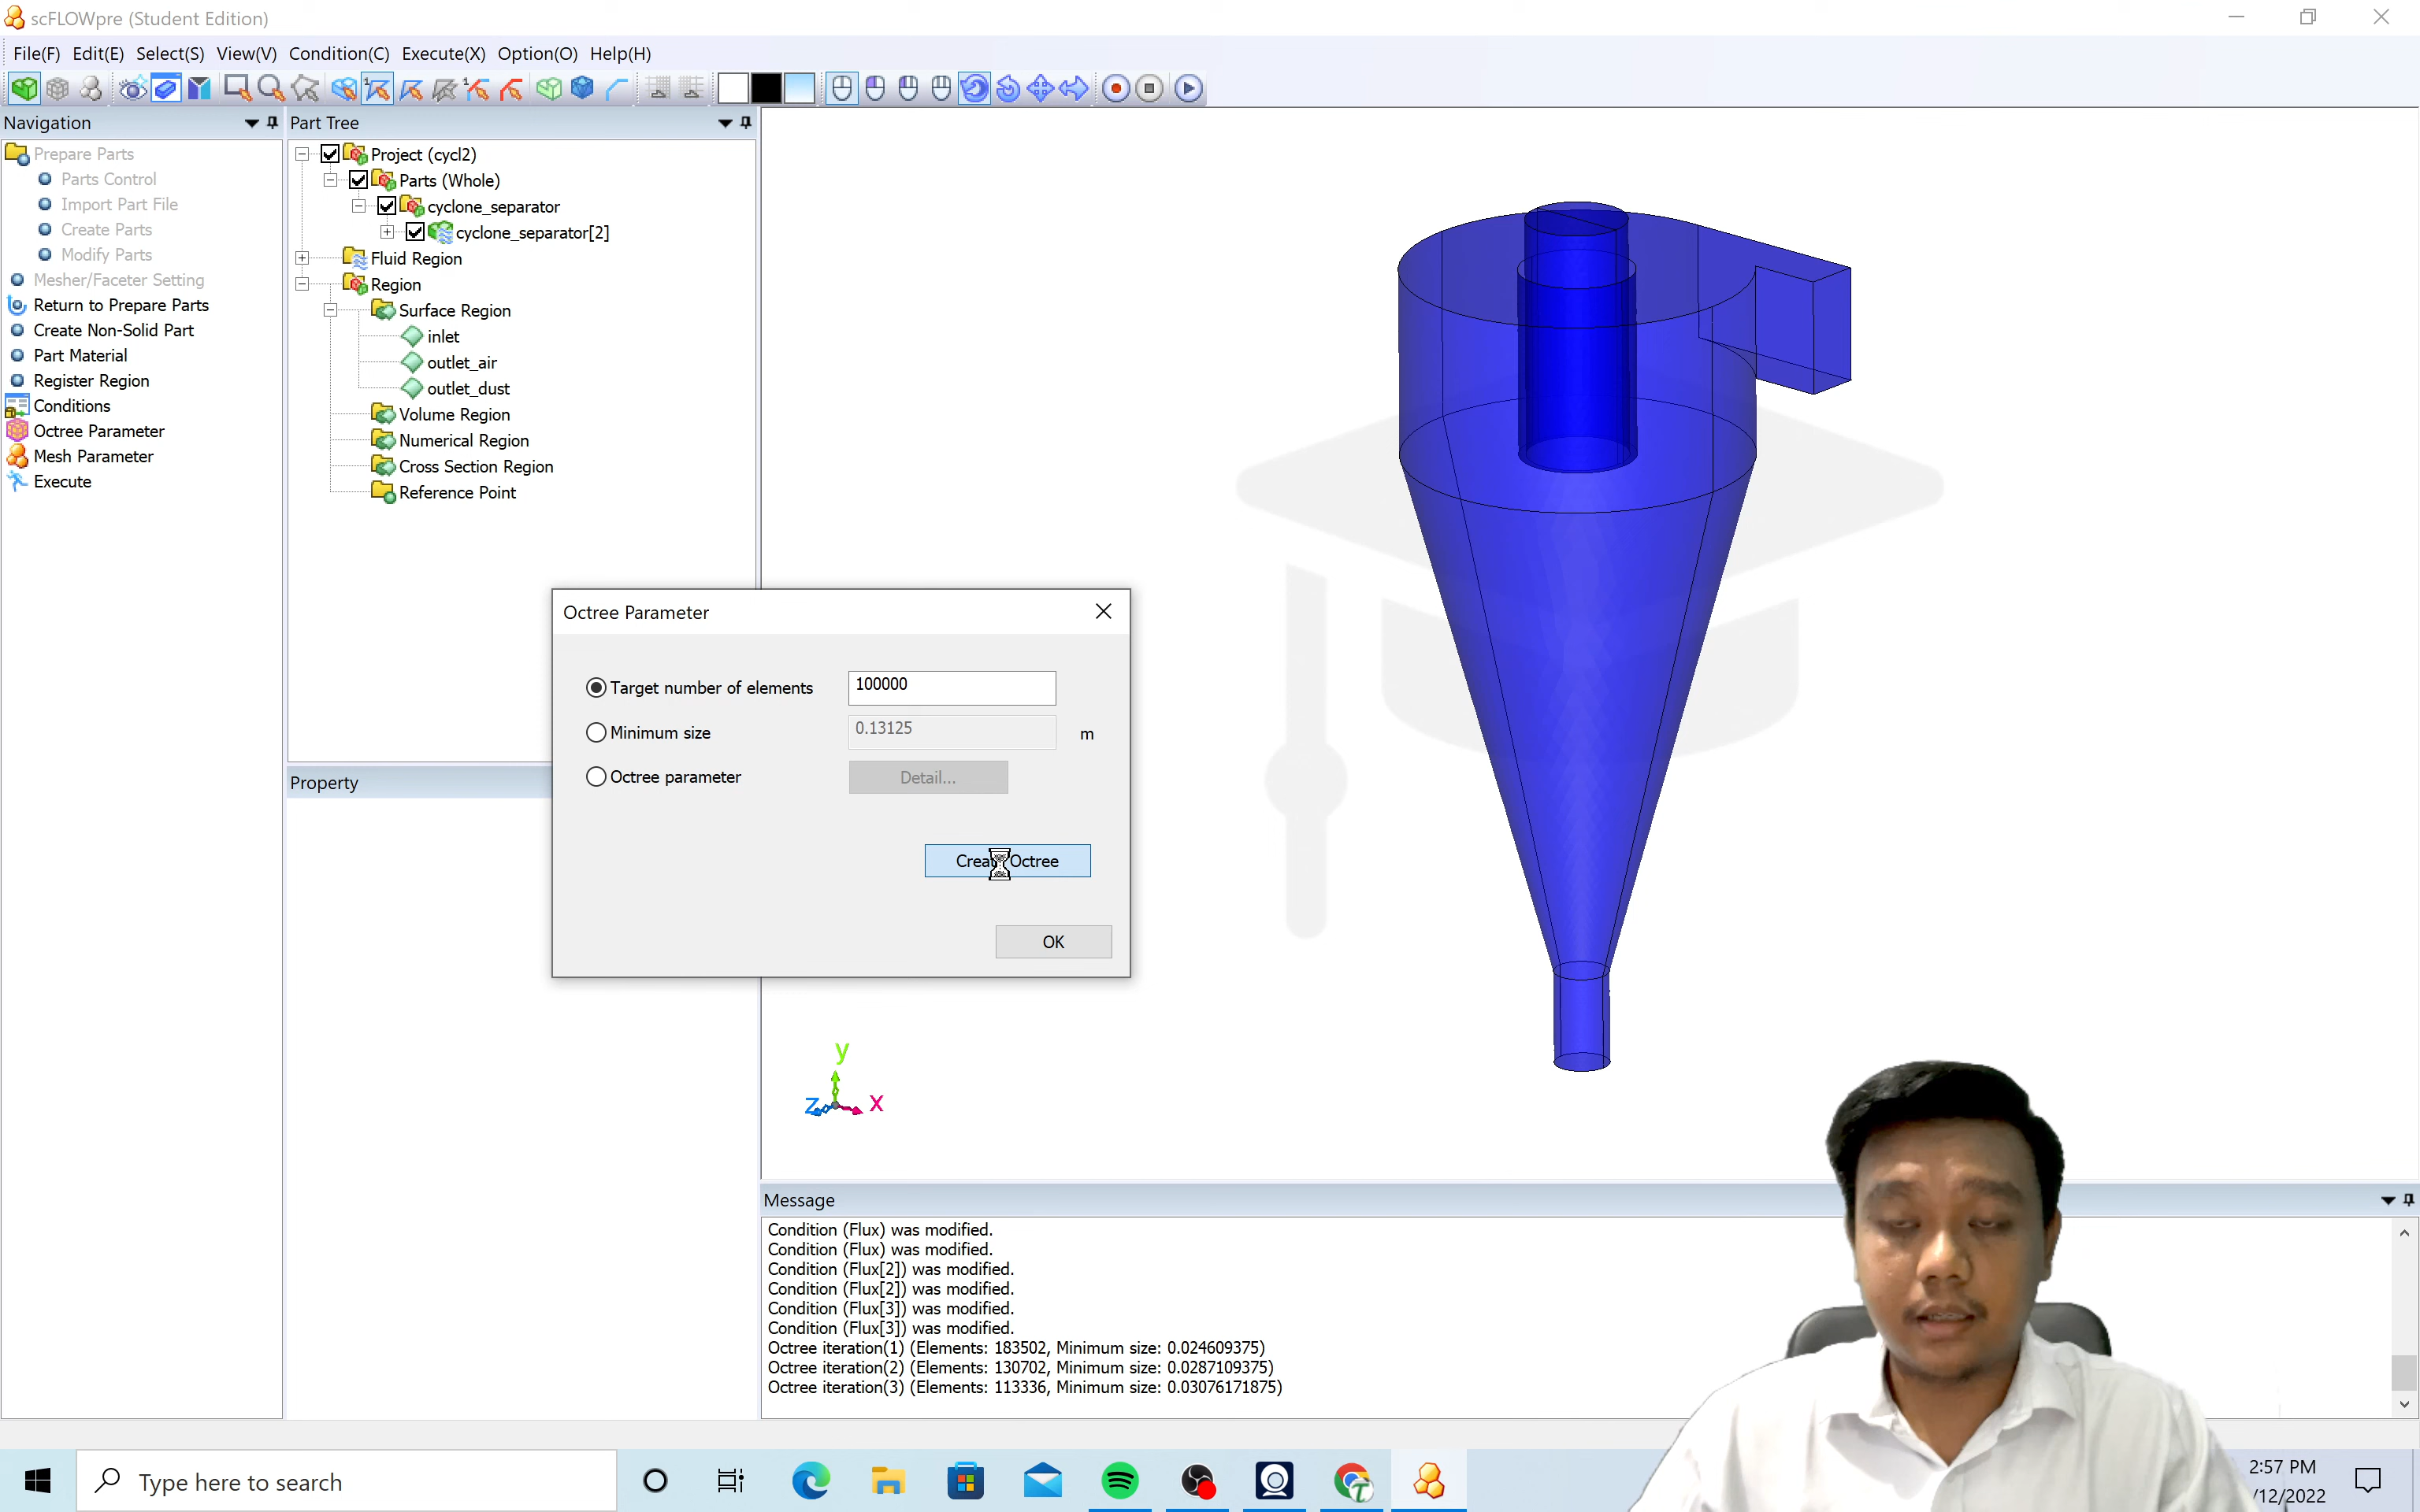 scFLOWpre (Student Edition)
File(F) Edit(E) Select(S) View(V) Condition(C) Execute(X) Option(O) Help(H)
Navigation
Prepare Parts
Parts Control
Import Part File
Create Parts
Modify Parts
Mesher/Faceter Setting
Return to Prepare Parts
Create Non-Solid Part
Part Material
Register Region
Conditions
Octree Parameter
Mesh Parameter
Execute
Part Tree
Project (cycl2)
Parts (Whole)
cyclone_separator
cyclone_separator[2]
Fluid Region
Region
Surface Region
inlet
outlet_air
outlet_dust
Volume Region
Numerical Region
Cross Section Region
Reference Point
Property
Octree Parameter
Target number of elements 100000
Minimum size 0.13125 m
Octree parameter Detail...
Octree
OK
y
z x
Message
Condition (Flux) was modified.
Condition (Flux) was modified.
Condition (Flux[2]) was modified.
Condition (Flux[2]) was modified.
Condition (Flux[3]) was modified.
Condition (Flux[3]) was modified.
Octree iteration(1) (Elements: 183502, Minimum size: 0.024609375)
Octree iteration(2) (Elements: 130702, Minimum size: 0.0287109375)
Octree iteration(3) (Elements: 113336, Minimum size: 0.03076171875)
Type here to search
2:57 PM
/12/2022